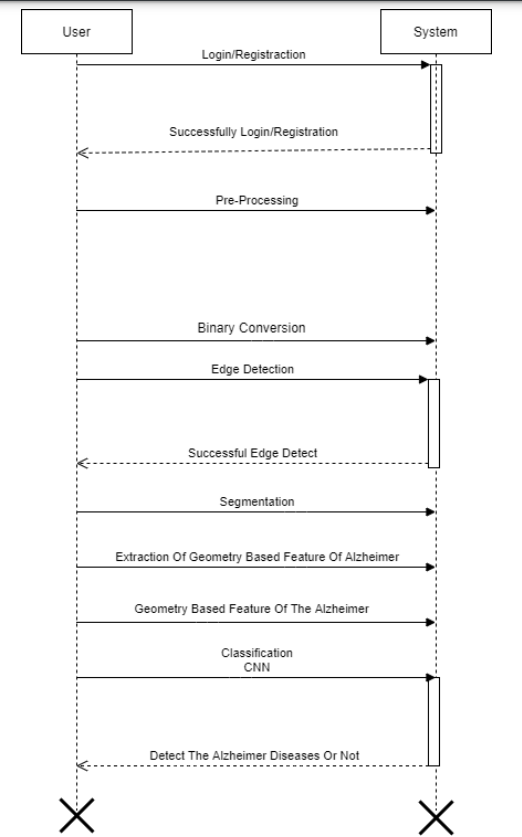 User
System
Login/Registraction
Successfully Login/Registration
Pre-Processing
Binary Conversion
Edge Detection
Successful Edge Detect
Segmentation
Extraction Of Geometry Based Feature Of Alzheimer
Geometry Based Feature Of The Alzheimer
Classification
CNN
Detect The Alzheimer Diseases Or Not